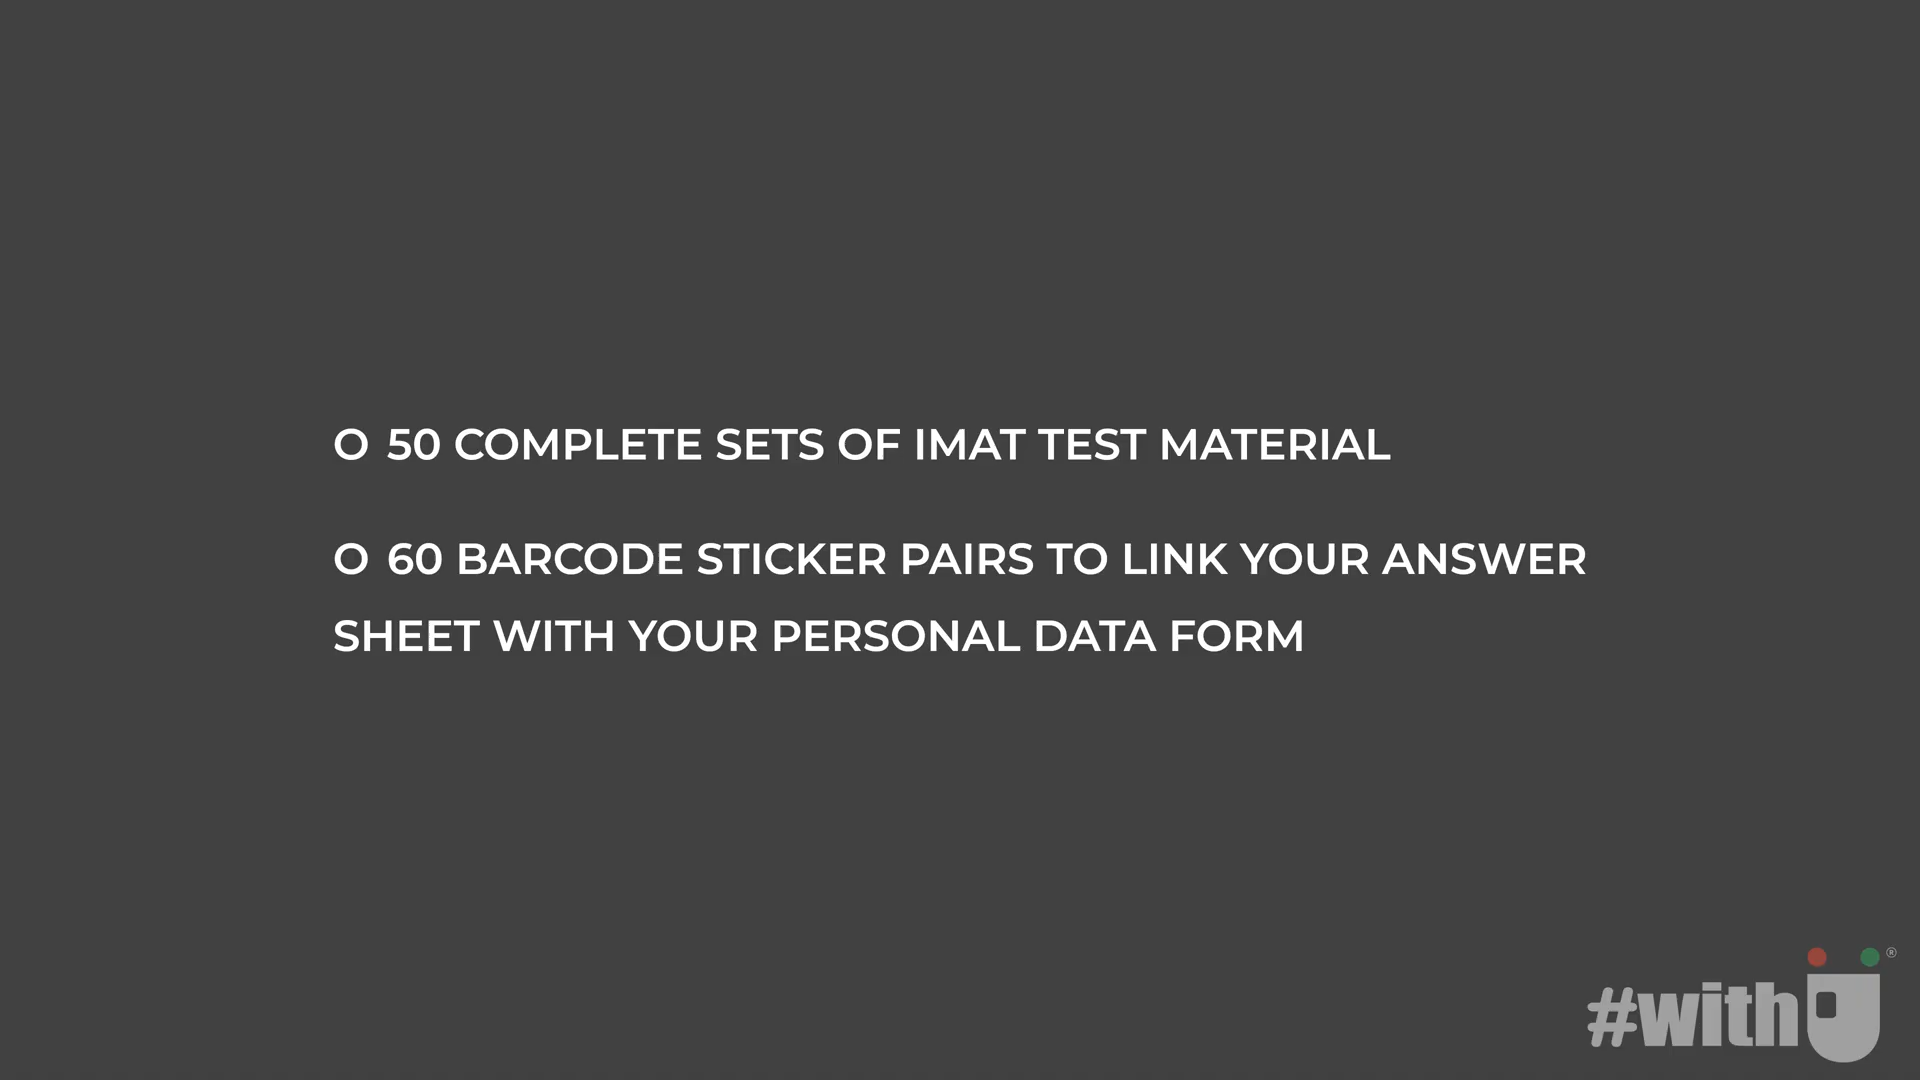 O 50 COMPLETE SETS OF IMAT TEST MATERIAL
O 60 BARCODE STICKER PAIRS TO LINK YOUR ANSWER
SHEET WITH YOUR PERSONAL DATA FORM
#withU®